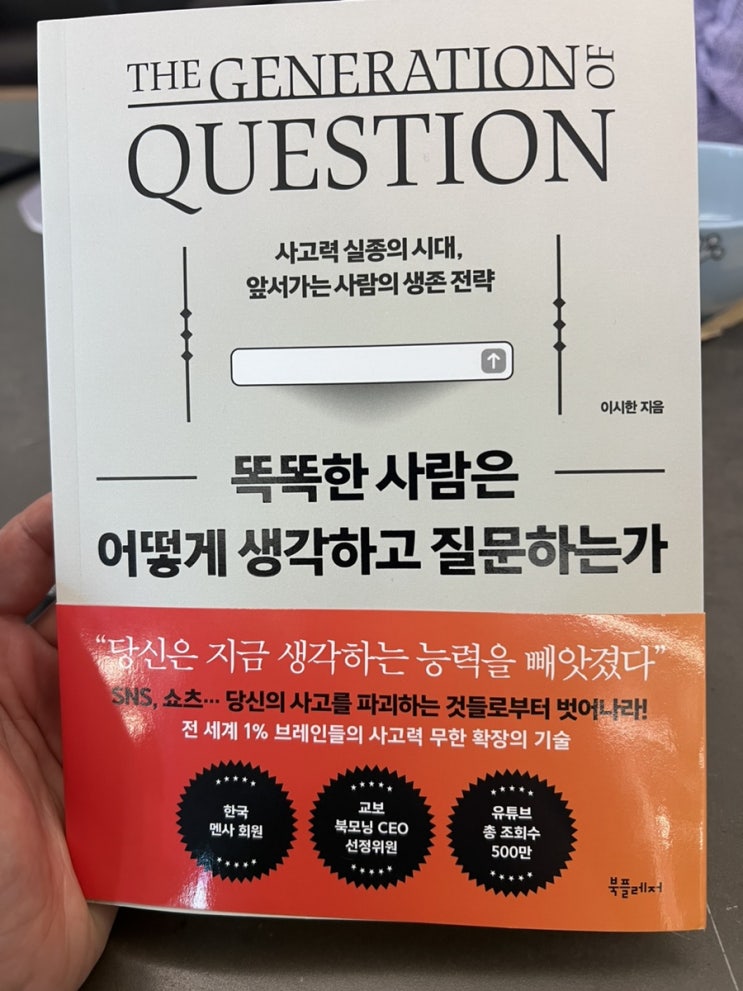 THE GENERATION OF
QUESTION
사고력 실종의 시대,
앞서가는 사람의 생존 전략
이시한 지음
똑똑한 사람은
어떻게 생각하고 질문하는가
“당신은 지금 생각하는 능력을 빼앗겼다”
SNS, 쇼츠… 당신의 사고를 파괴하는 것들로부터 벗어나라!
전 세계 1% 브레인들의 사고력 무한 확장의 기술
한국
멘사 회원
교보
북모닝 CEO
선정위원
유튜브
총 조회수
500만
북플레저